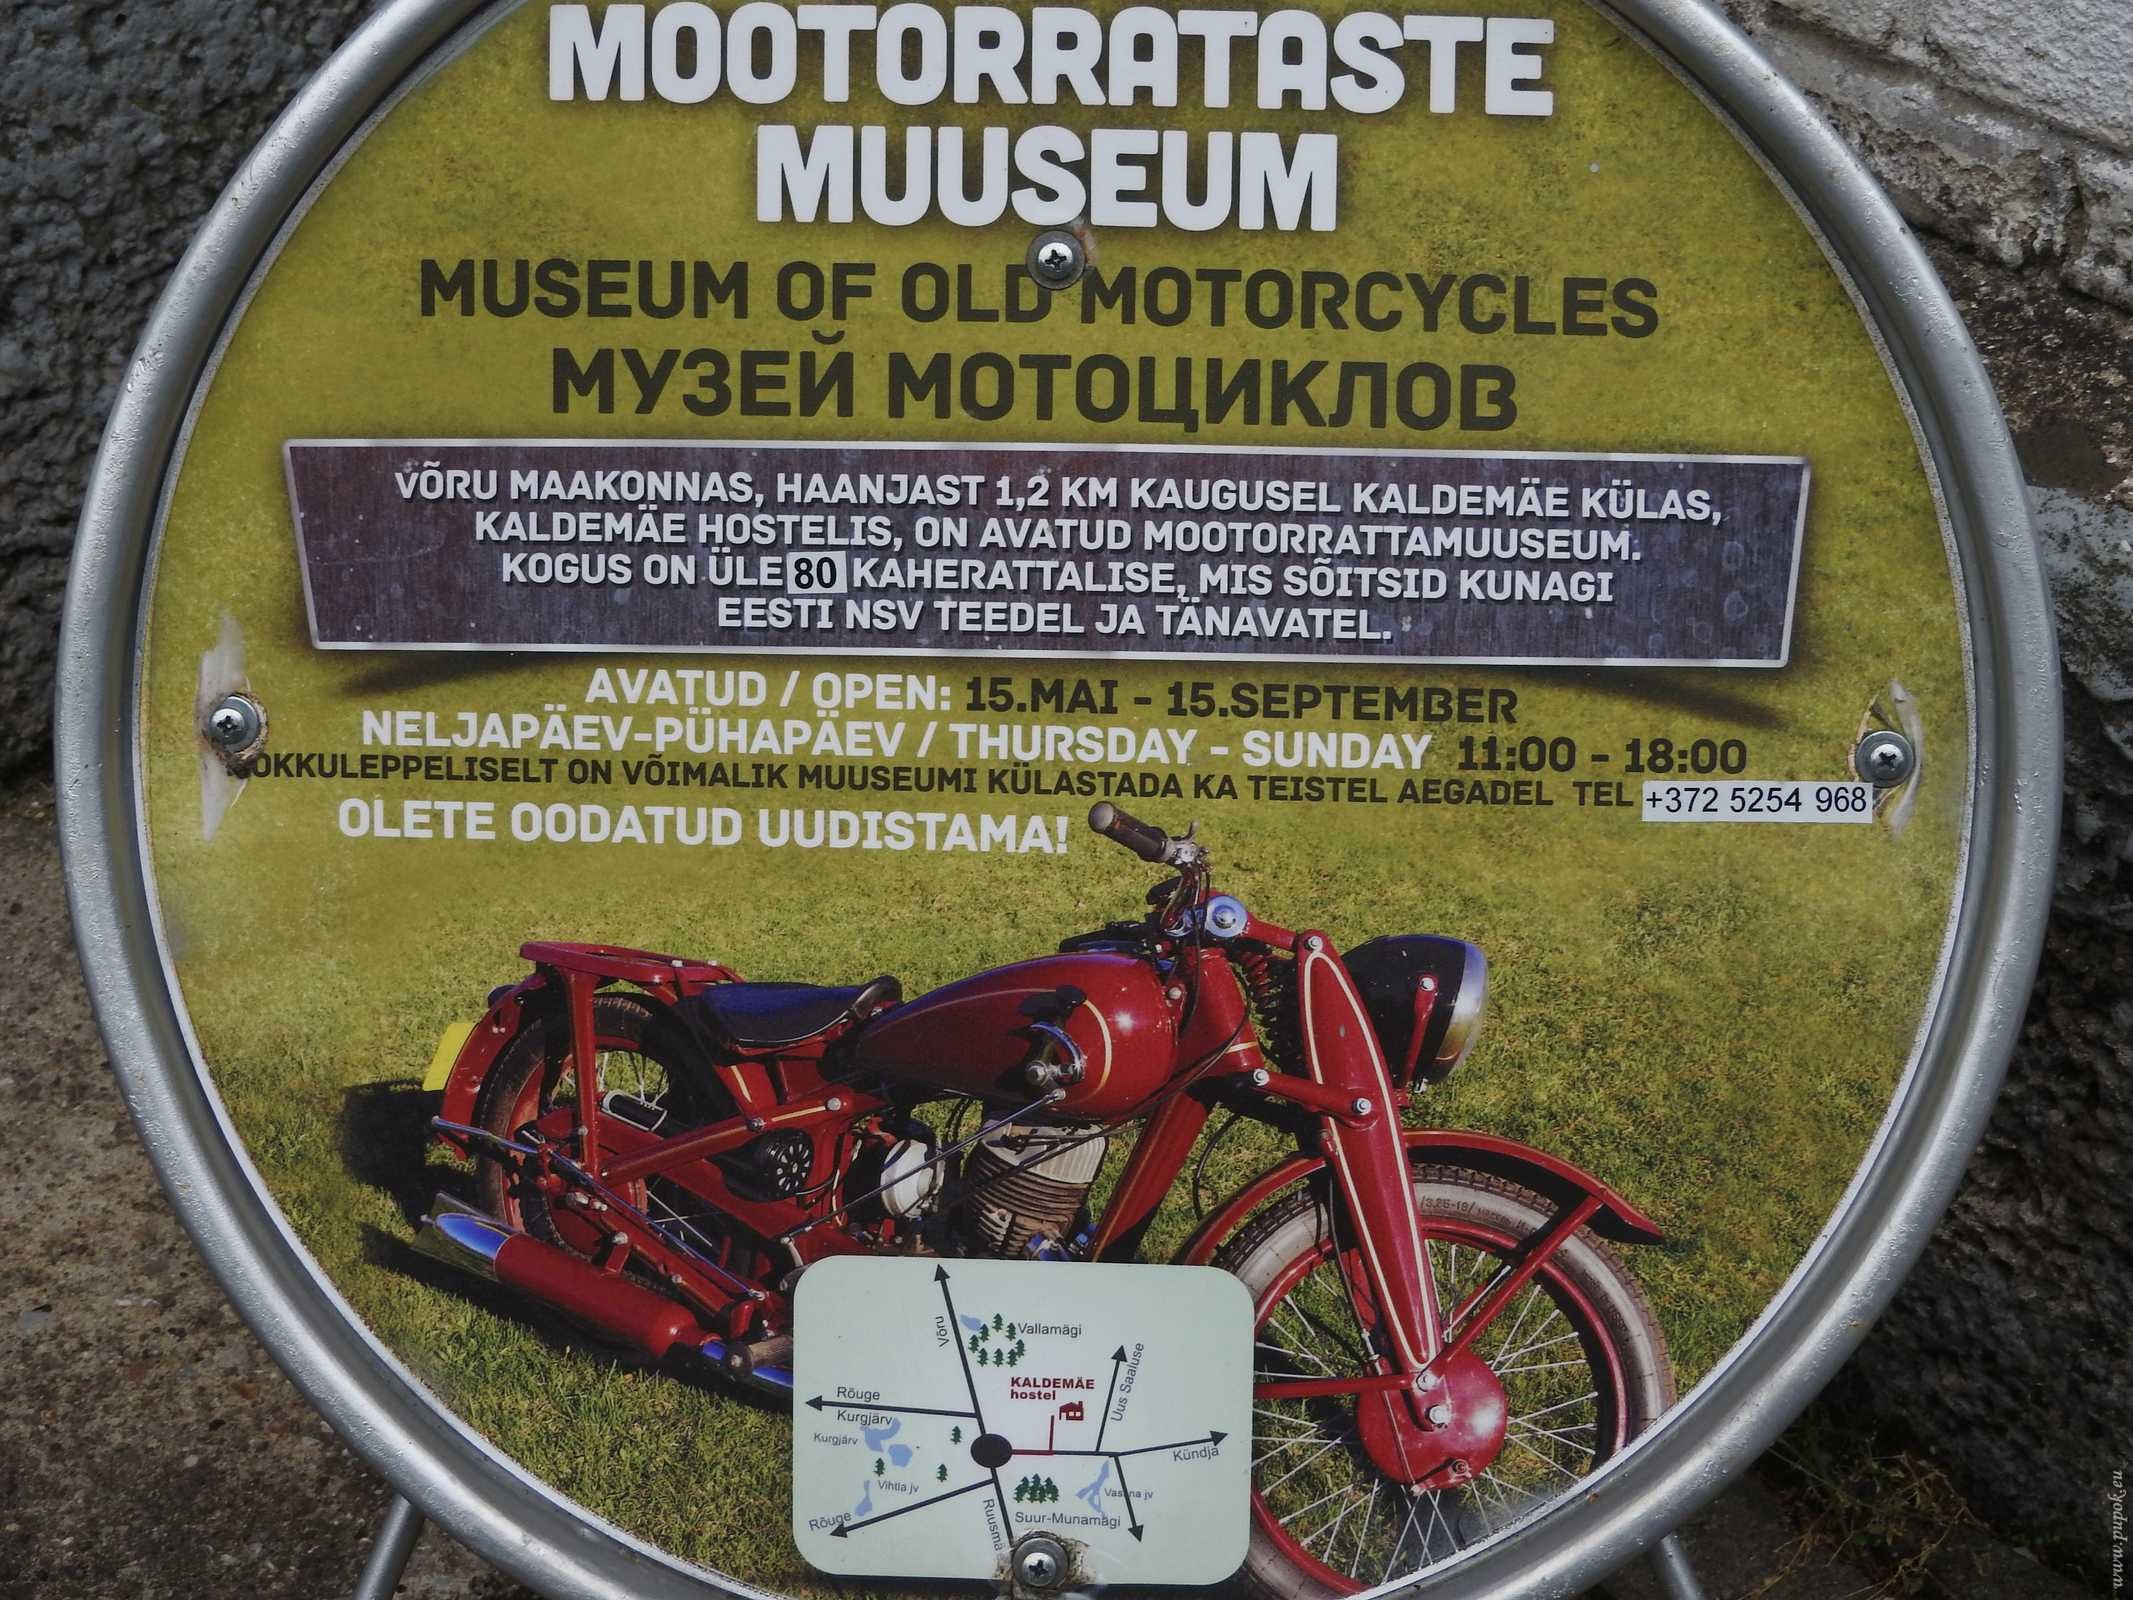 MOOTORRATASTE
MUUSEUM
MUSEUM OF OLD MOTORCYCLES
МУЗЕЙ МОТОЦИКЛОВ
VÕRU MAAKONNAS, HAANJAST 1,2 KM KAUGUSEL KALDEMÄE KÜLAS,
KALDEMÄE HOSTELIS, ON AVATUD MOOTORRATTAMUUSEUM.
KOGUS ON ÜLE 80 KAHERATTALISE, MIS SÕITSID KUNAGI
EESTI NSV TEEDEL JA TÄNAVATEL.
AVATUD / OPEN: 15.MAI - 15.SEPTEMBER
NELJAPÄEV-PÜHAPÄEV / THURSDAY - SUNDAY 11:00 - 18:00
KOKKULEPPELISELT ON VÕIMALIK MUUSEUMI KÜLASTADA KA TEISTEL AEGADEL TEL +372 5254 968
OLETE OODATUD UUDISTAMA!
Võru
Vallamägi
KALDEMÄE
hostel
Uus Saaluse
Rõuge
Kurgjärv
Kurgjärv
Kündja
Vihtla jv
Rõuge
Ruusmä
Suur-Munamägi
jv
www.pupok.eu